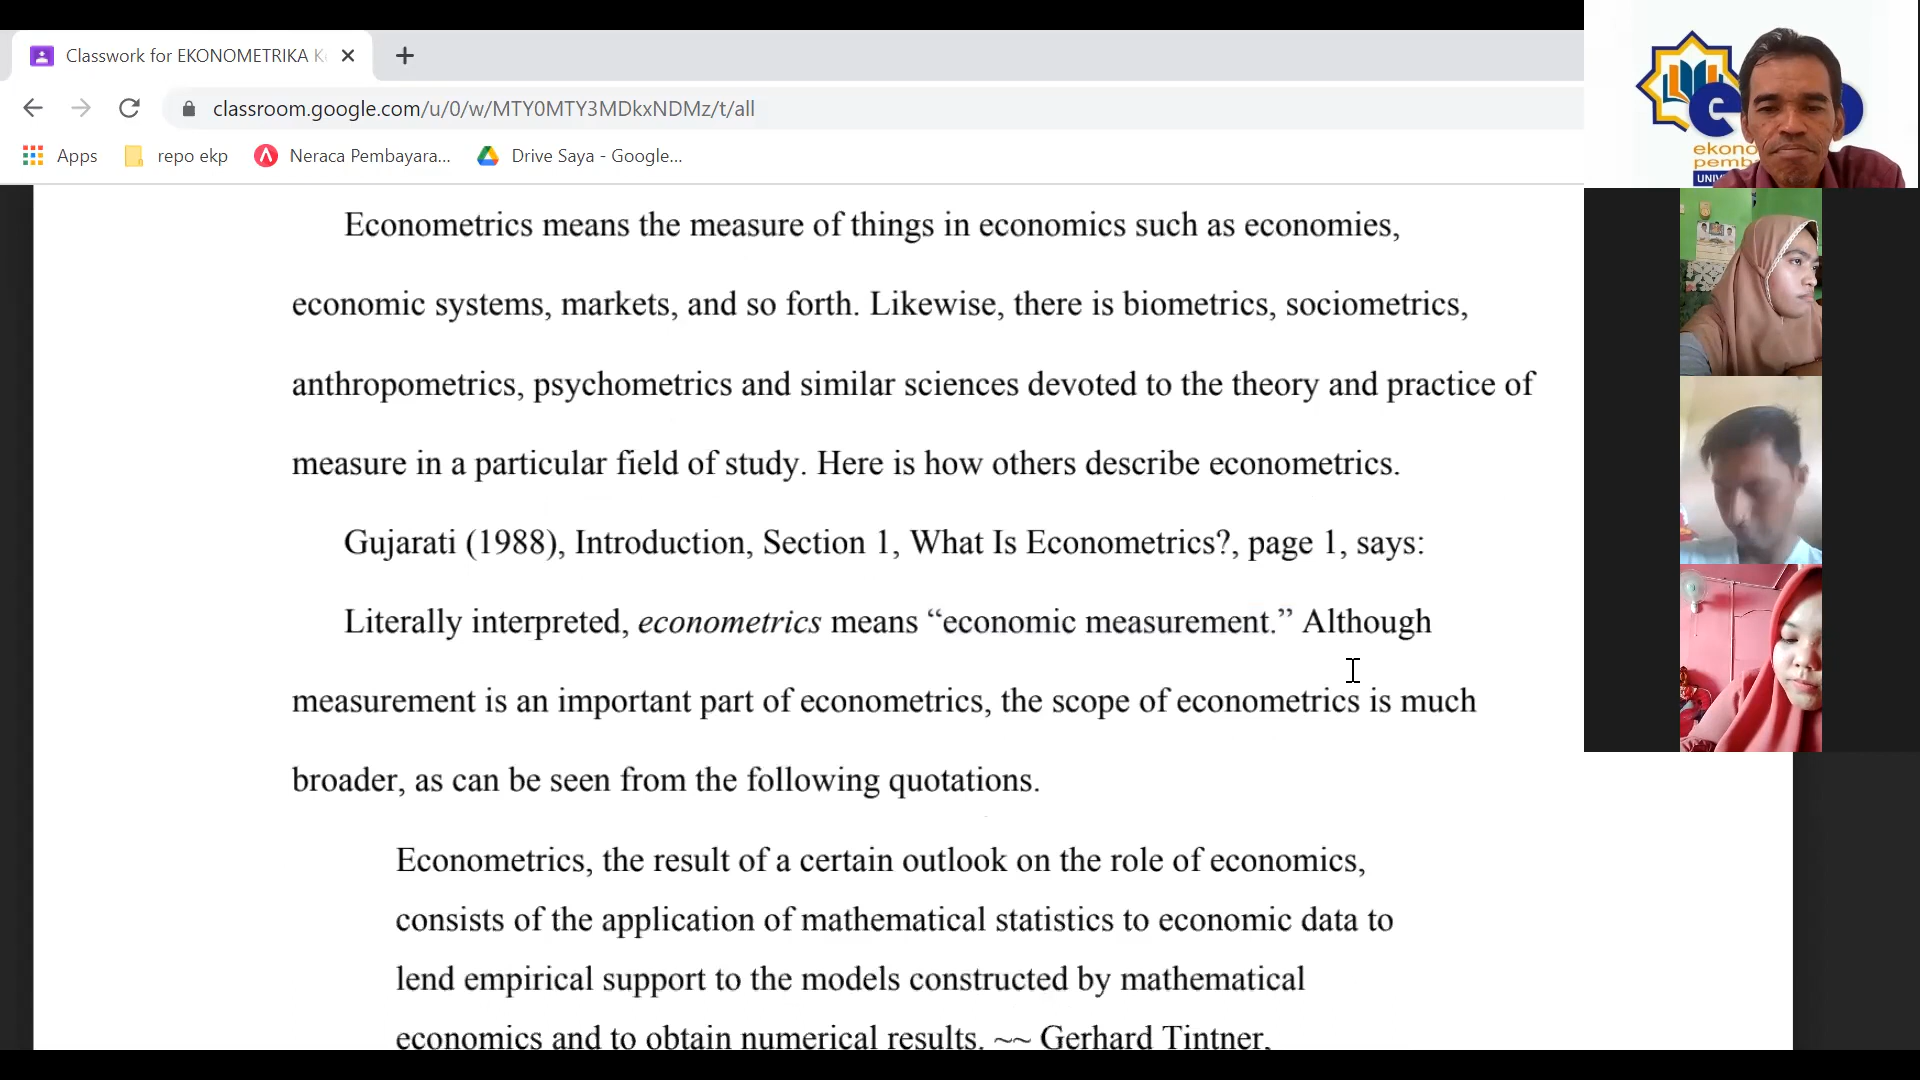 Classwork for EKONOMETRIKA
classroom.google.com/u/0/w/MTY0MTY3MDkxNDMz/t/all
Apps
repo ekp
Neraca Pembayara...
Drive Saya - Google...
Econometrics means the measure of things in economics such as economies,
economic systems, markets, and so forth. Likewise, there is biometrics, sociometrics,
anthropometrics, psychometrics and similar sciences devoted to the theory and practice of
measure in a particular field of study. Here is how others describe econometrics.
Gujarati (1988), Introduction, Section 1, What Is Econometrics?, page 1, says:
Literally interpreted, econometrics means “economic measurement.” Although
measurement is an important part of econometrics, the scope of econometrics is much
broader, as can be seen from the following quotations.
Econometrics, the result of a certain outlook on the role of economics,
consists of the application of mathematical statistics to economic data to
lend empirical support to the models constructed by mathematical
economics and to obtain numerical results. ~~ Gerhard Tintner,